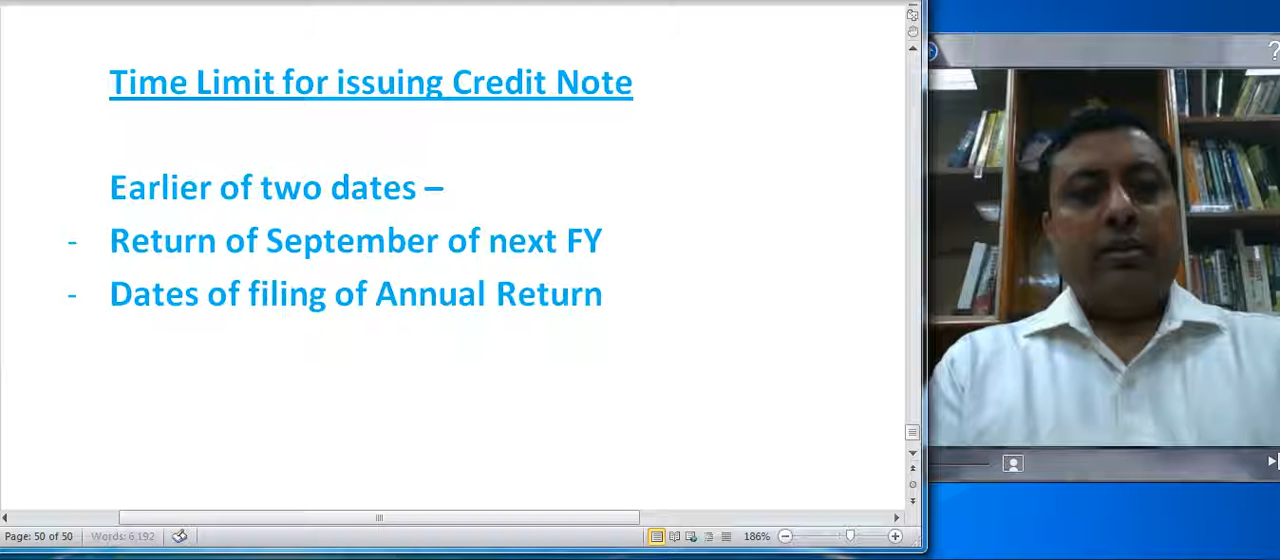 Time Limit for issuing Credit Note
Earlier of two dates –
- Return of September of next FY
- Dates of filing of Annual Return
Page: 50 of 50 Words: 6,192 186%
?